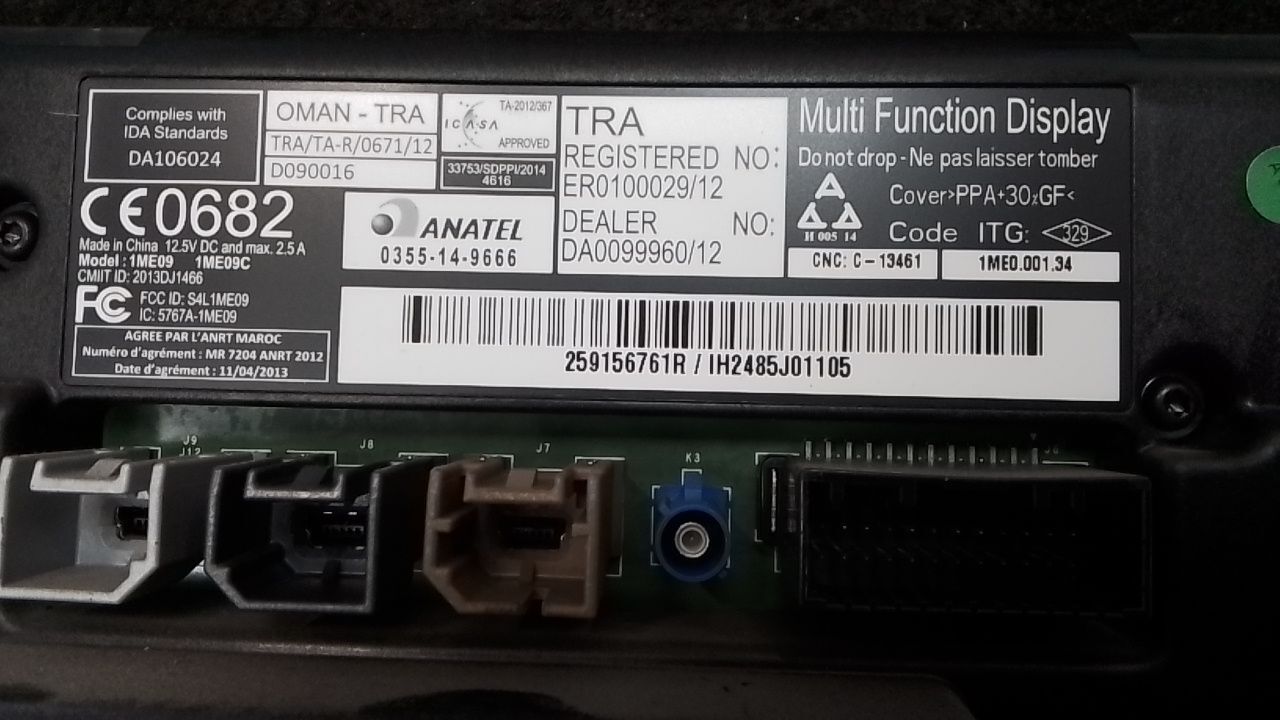 Complies with
IDA Standards
DA106024
OMAN - TRA
TRA/TA-R/0671/12
D090016
TA-2012/367
ICASA
APPROVED
33753/SDPPI/2014
4616
TRA
REGISTERED NO:
ER0100029/12
DEALER NO:
DA0099960/12
Multi Function Display
Do not drop - Ne pas laisser tomber
Cover>PPA+30%GF<
H 005 14
Code ITG: 329
CNC: C-13461
1ME0.001.34
CE0682
Made in China 12.5V DC and max. 2.5 A
Model : 1ME09 1ME09C
CMIIT ID: 2013DJ1466
FC FCC ID: S4L1ME09
IC: 5767A-1ME09
ANATEL
0355-14-9666
AGREE PAR L'ANRT MAROC
Numéro d'agrément : MR 7204 ANRT 2012
Date d'agrément : 11/04/2013
259156761R / IH2485J01105
J9
J12
J8
J7
K3